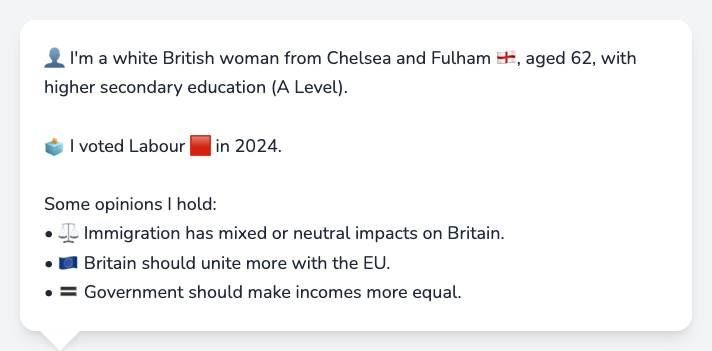 👤 I'm a white British woman from Chelsea and Fulham 🏴󠁧󠁢󠁥󠁮󠁧󠁿, aged 62, with
higher secondary education (A Level).
🗳️ I voted Labour 🟥 in 2024.
Some opinions I hold:
• ⚖️ Immigration has mixed or neutral impacts on Britain.
• 🇪🇺 Britain should unite more with the EU.
• 🟰 Government should make incomes more equal.